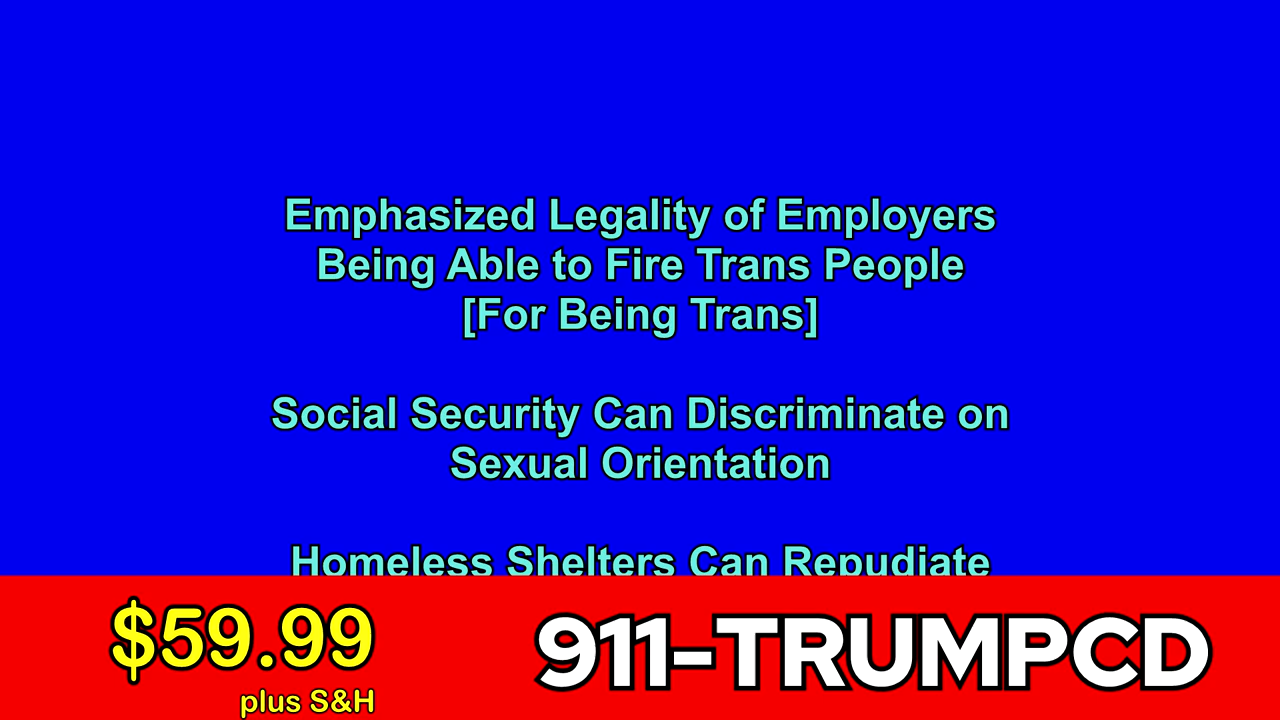 Emphasized Legality of Employers
Being Able to Fire Trans People
[For Being Trans]
Social Security Can Discriminate on
Sexual Orientation
Homeless Shelters Can Repudiate
$59.99
plus S&H
911-TRUMPCD